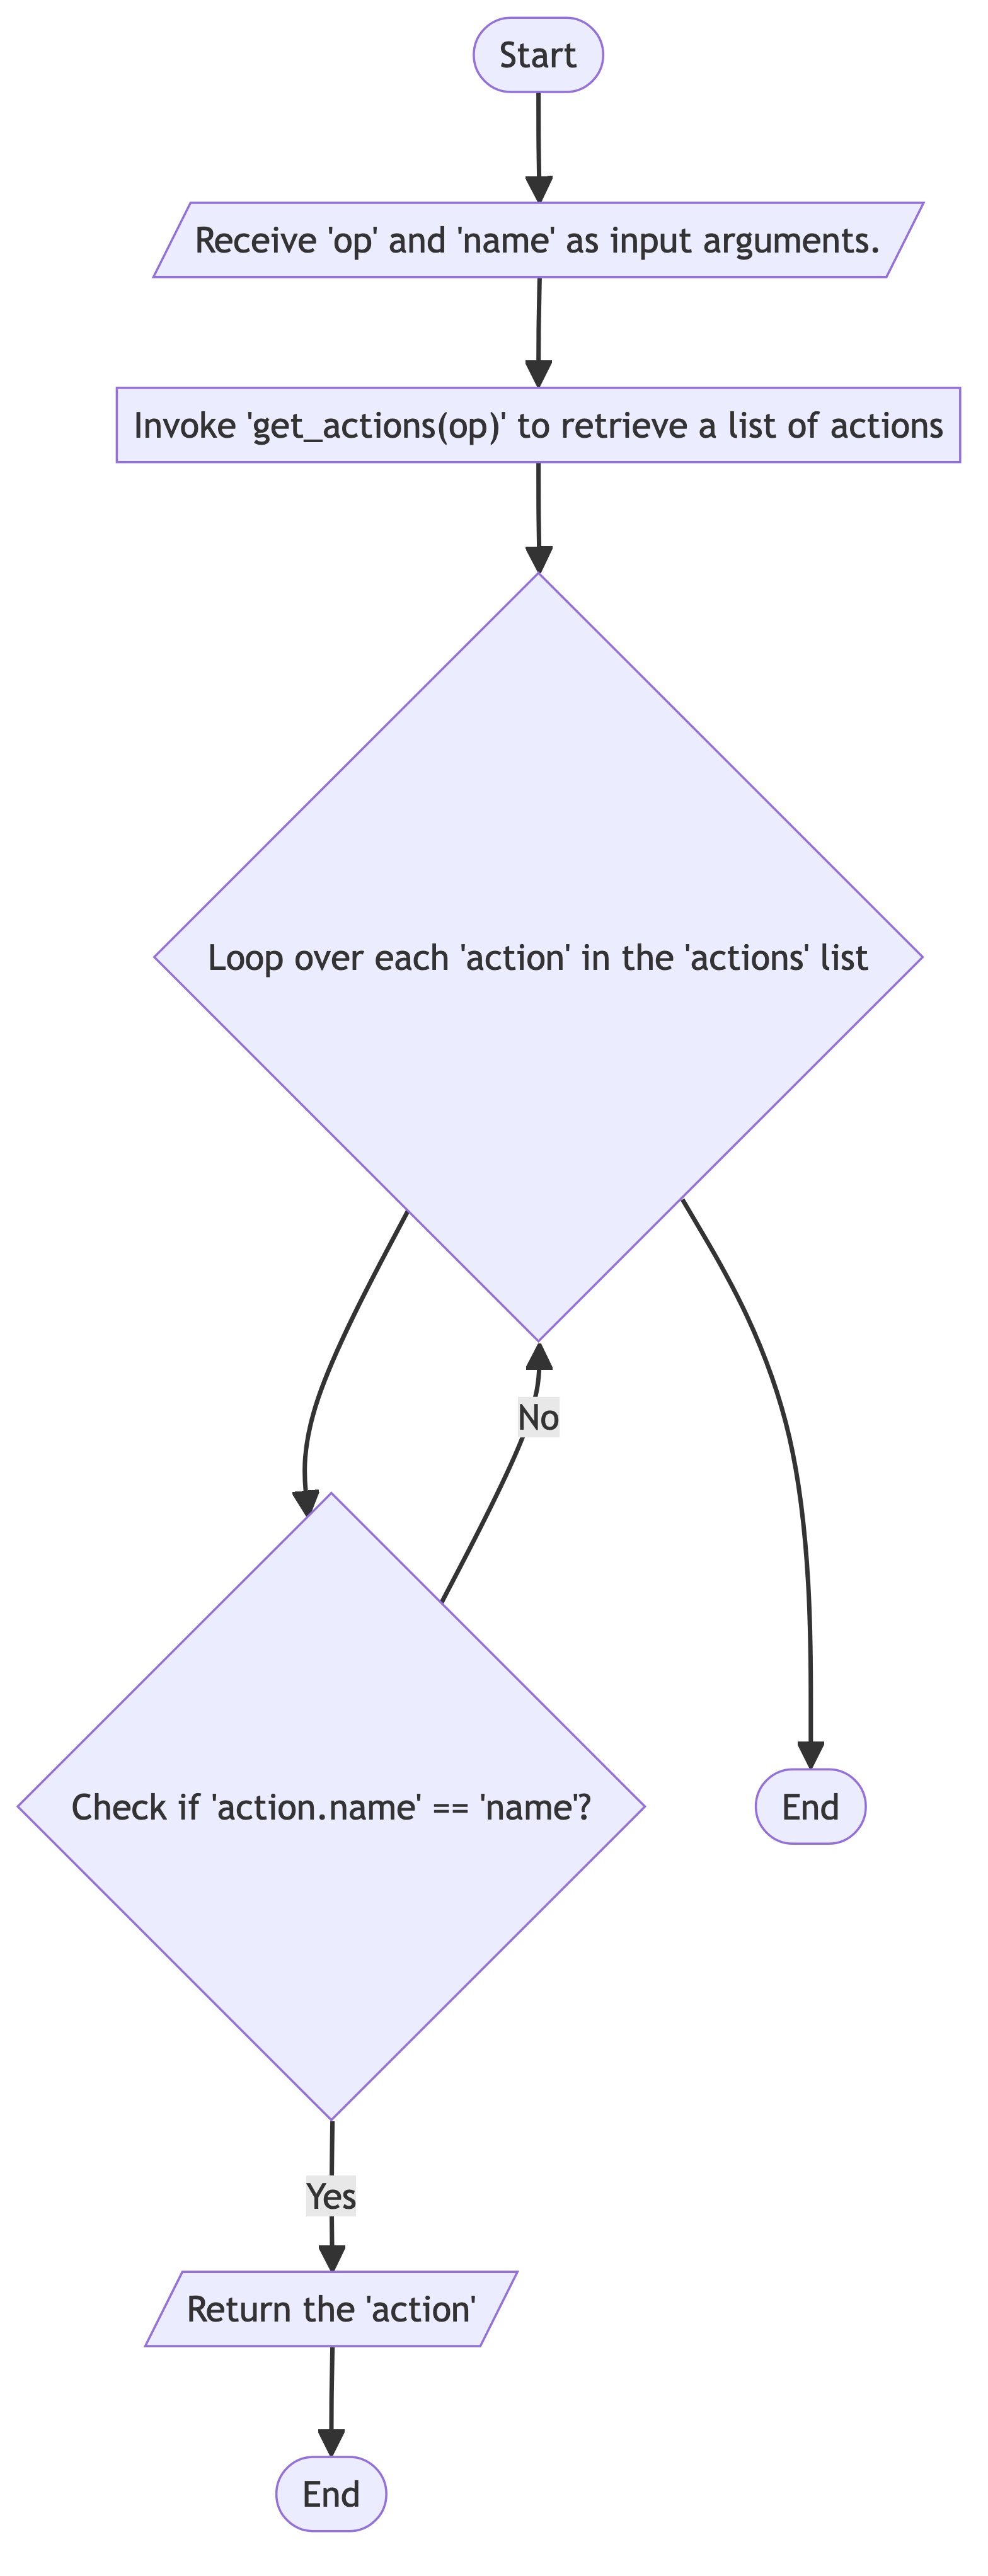 Start
Receive 'op' and 'name' as input arguments.
Invoke 'get_actions(op)' to retrieve a list of actions
Loop over each 'action' in the 'actions' list
No
Check if 'action.name' == 'name'?
End
Yes
Return the 'action'
End